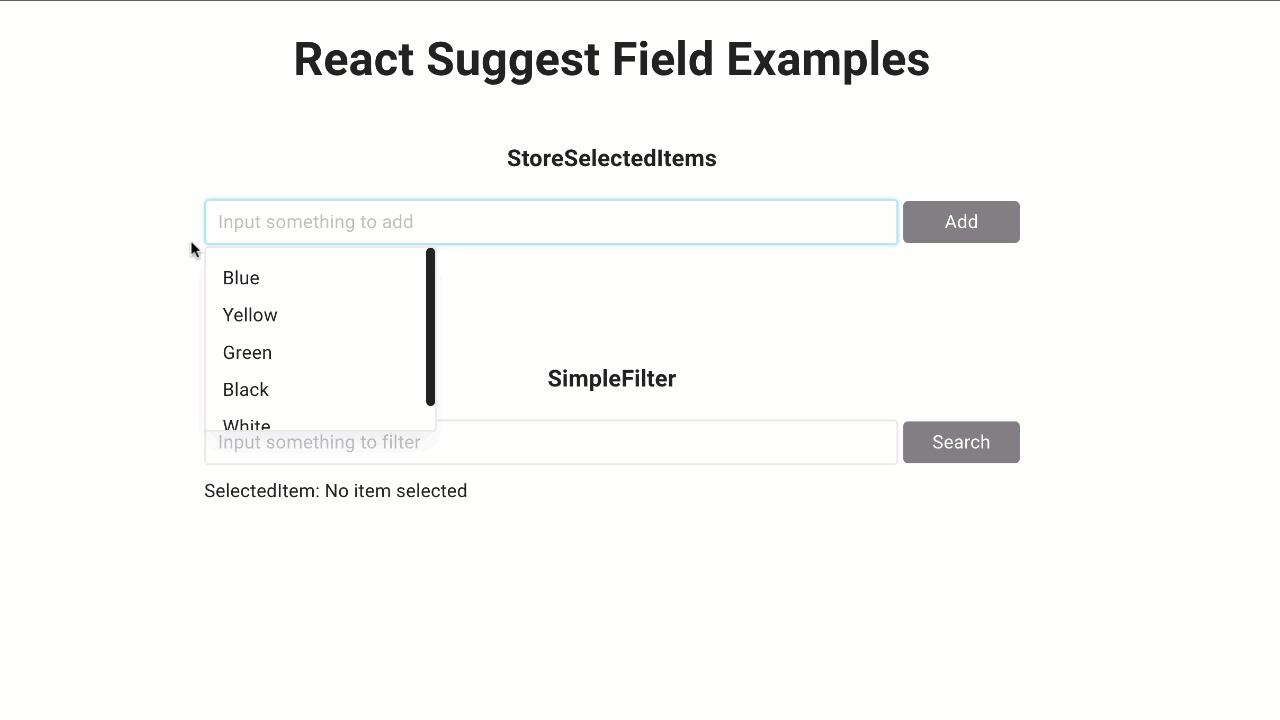 React Suggest Field Examples
StoreSelectedItems
Input something to add
Add
Blue
Yellow
Green
Black
White
SimpleFilter
Input something to filter
Search
SelectedItem: No item selected